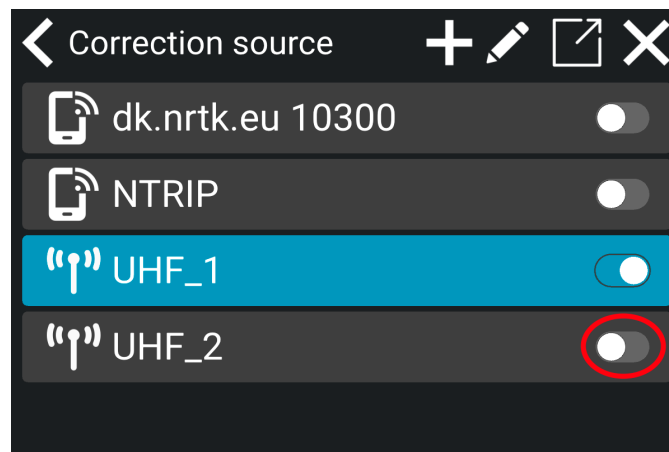 Correction source
dk.nrtk.eu 10300
NTRIP
UHF_1
UHF_2